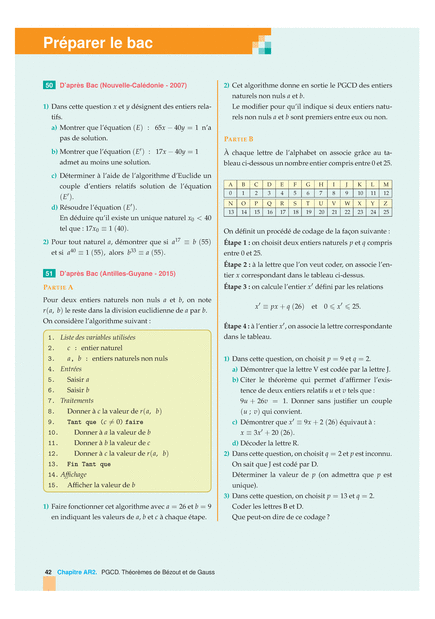 Préparer le bac
50 D'après Bac (Nouvelle-Calédonie - 2007)
1) Dans cette question x et y désignent des entiers rela-
tifs.
a) Montrer que l'équation (E) : 65x − 40y = 1 n'a
pas de solution.
b) Montrer que l'équation (E′) : 17x − 40y = 1
admet au moins une solution.
c) Déterminer à l'aide de l'algorithme d'Euclide un
couple d'entiers relatifs solution de l'équation
(E′).
d) Résoudre l'équation (E′).
En déduire qu'il existe un unique naturel x₀ < 40
tel que : 17x₀ ≡ 1 (40).
2) Pour tout naturel a, démontrer que si a¹⁷ ≡ b (55)
et si a⁴⁰ ≡ 1 (55), alors b³³ ≡ a (55).
51 D'après Bac (Antilles-Guyane - 2015)
PARTIE A
Pour deux entiers naturels non nuls a et b, on note
r(a, b) le reste dans la division euclidienne de a par b.
On considère l'algorithme suivant :
1. Liste des variables utilisées
2. c : entier naturel
3. a, b : entiers naturels non nuls
4. Entrées
5. Saisir a
6. Saisir b
7. Traitements
8. Donner à c la valeur de r(a, b)
9. Tant que (c ≠ 0) faire
10. Donner à a la valeur de b
11. Donner à b la valeur de c
12. Donner à c la valeur de r(a, b)
13. Fin Tant que
14. Affichage
15. Afficher la valeur de b
1) Faire fonctionner cet algorithme avec a = 26 et b = 9
en indiquant les valeurs de a, b et c à chaque étape.
2) Cet algorithme donne en sortie le PGCD des entiers
naturels non nuls a et b.
Le modifier pour qu'il indique si deux entiers natu-
rels non nuls a et b sont premiers entre eux ou non.
PARTIE B
À chaque lettre de l'alphabet on associe grâce au ta-
bleau ci-dessous un nombre entier compris entre 0 et 25.
A B C D E F G H I J K L M
0 1 2 3 4 5 6 7 8 9 10 11 12
N O P Q R S T U V W X Y Z
13 14 15 16 17 18 19 20 21 22 23 24 25
On définit un procédé de codage de la façon suivante :
Étape 1 : on choisit deux entiers naturels p et q compris
entre 0 et 25.
Étape 2 : à la lettre que l'on veut coder, on associe l'en-
tier x correspondant dans le tableau ci-dessus.
Étape 3 : on calcule l'entier x′ défini par les relations
x′ ≡ px + q (26) et 0 ⩽ x′ ⩽ 25.
Étape 4 : à l'entier x′, on associe la lettre correspondante
dans le tableau.
1) Dans cette question, on choisit p = 9 et q = 2.
a) Démontrer que la lettre V est codée par la lettre J.
b) Citer le théorème qui permet d'affirmer l'exis-
tence de deux entiers relatifs u et v tels que :
9u + 26v = 1. Donner sans justifier un couple
(u ; v) qui convient.
c) Démontrer que x′ ≡ 9x + 2 (26) équivaut à :
x ≡ 3x′ + 20 (26).
d) Décoder la lettre R.
2) Dans cette question, on choisit q = 2 et p est inconnu.
On sait que J est codé par D.
Déterminer la valeur de p (on admettra que p est
unique).
3) Dans cette question, on choisit p = 13 et q = 2.
Coder les lettres B et D.
Que peut-on dire de ce codage ?
42 Chapitre AR2. PGCD. Théorèmes de Bézout et de Gauss